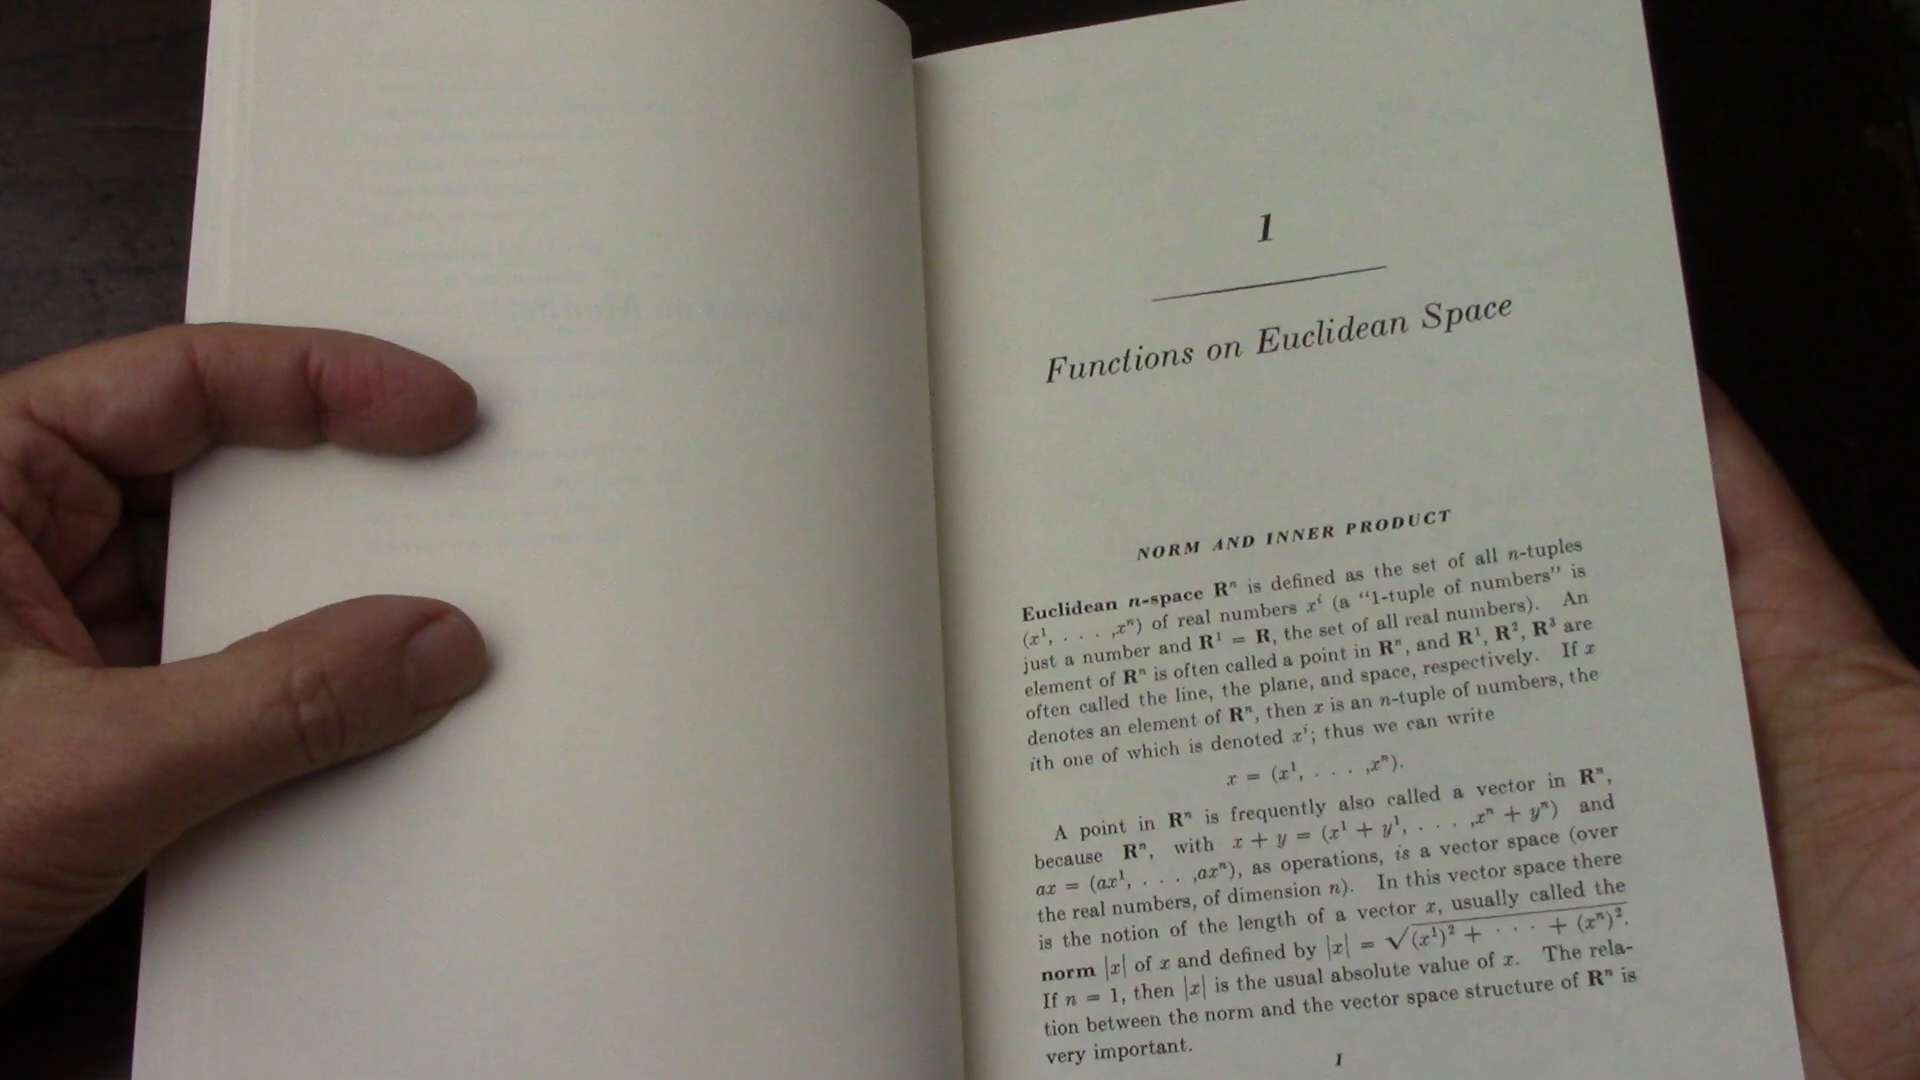 1
Functions on Euclidean Space
NORM AND INNER PRODUCT
Euclidean n-space Rⁿ is defined as the set of all n-tuples
(x¹, . . . ,xⁿ) of real numbers xⁱ (a “1-tuple of numbers” is
just a number and R¹ = R, the set of all real numbers). An
element of Rⁿ is often called a point in Rⁿ, and R¹, R², R³ are
often called the line, the plane, and space, respectively. If x
denotes an element of Rⁿ, then x is an n-tuple of numbers, the
ith one of which is denoted xⁱ; thus we can write
x = (x¹, . . . ,xⁿ).
A point in Rⁿ is frequently also called a vector in Rⁿ,
because Rⁿ, with x + y = (x¹ + y¹, . . . ,xⁿ + yⁿ) and
ax = (ax¹, . . . ,axⁿ), as operations, is a vector space (over
the real numbers, of dimension n). In this vector space there
is the notion of the length of a vector x, usually called the
norm |x| of x and defined by |x| = √(x¹)² + · · · + (xⁿ)².
If n = 1, then |x| is the usual absolute value of x. The rela-
tion between the norm and the vector space structure of Rⁿ is
very important.
1